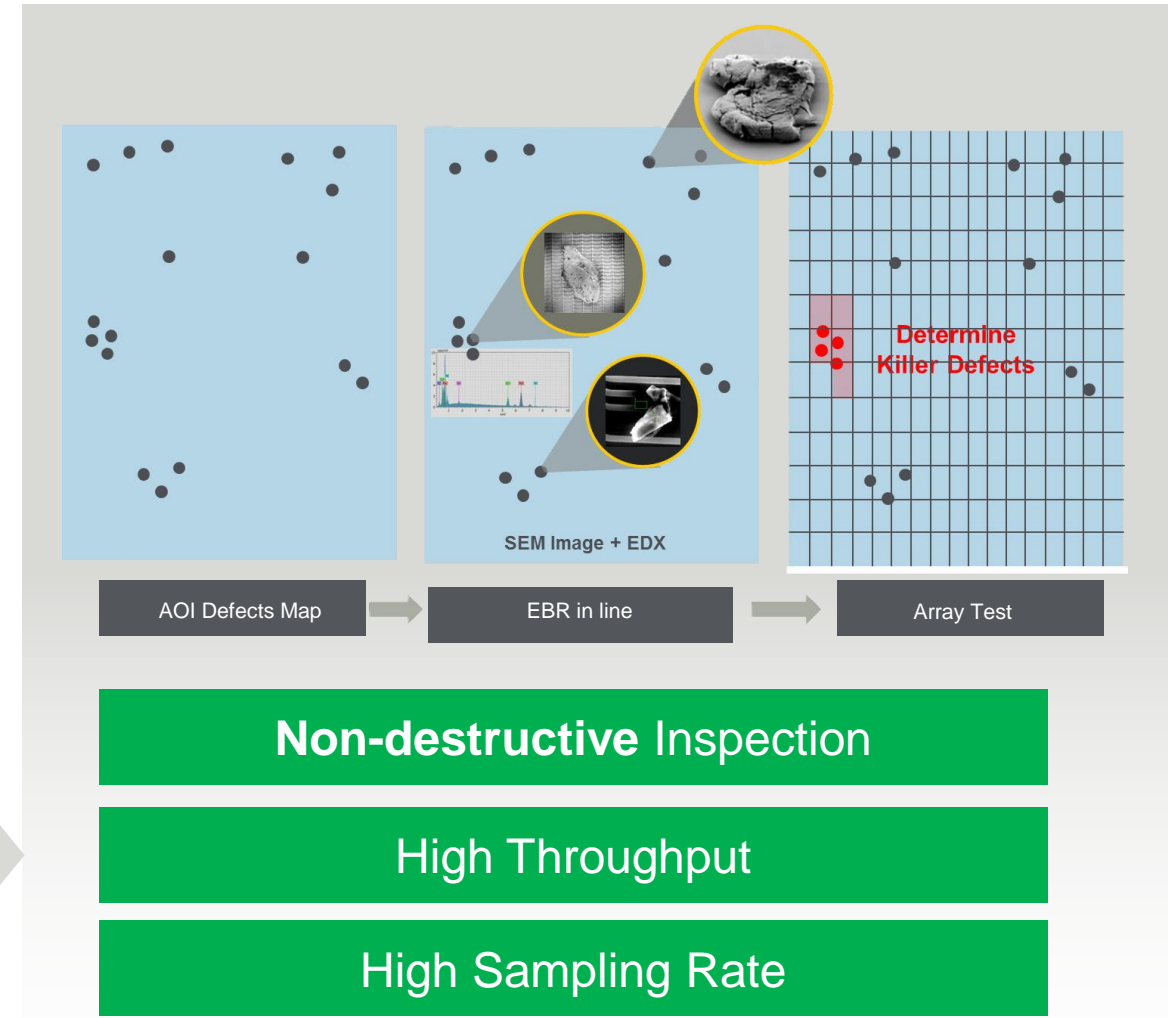 Determine
Killer Defects
SEM Image + EDX
AOI Defects Map
EBR in line
Array Test
Non-destructive Inspection
High Throughput
High Sampling Rate